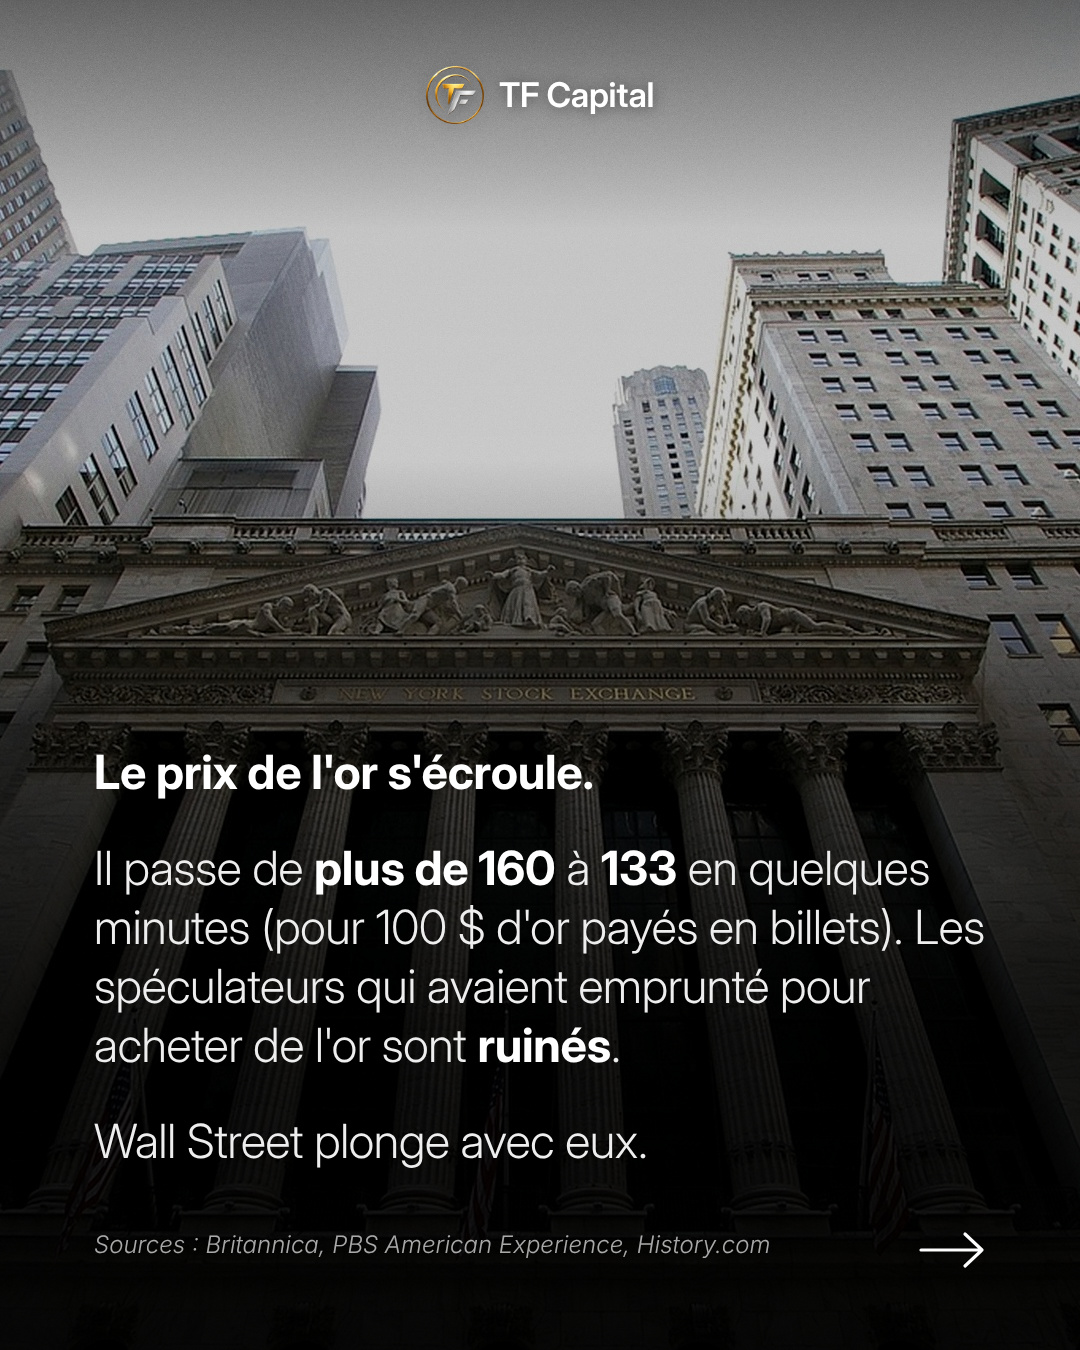 TF Capital
NEW YORK STOCK EXCHANGE
Le prix de l'or s'écroule.
Il passe de plus de 160 à 133 en quelques
minutes (pour 100 $ d'or payés en billets). Les
spéculateurs qui avaient emprunté pour
acheter de l'or sont ruinés.
Wall Street plonge avec eux.
Sources : Britannica, PBS American Experience, History.com